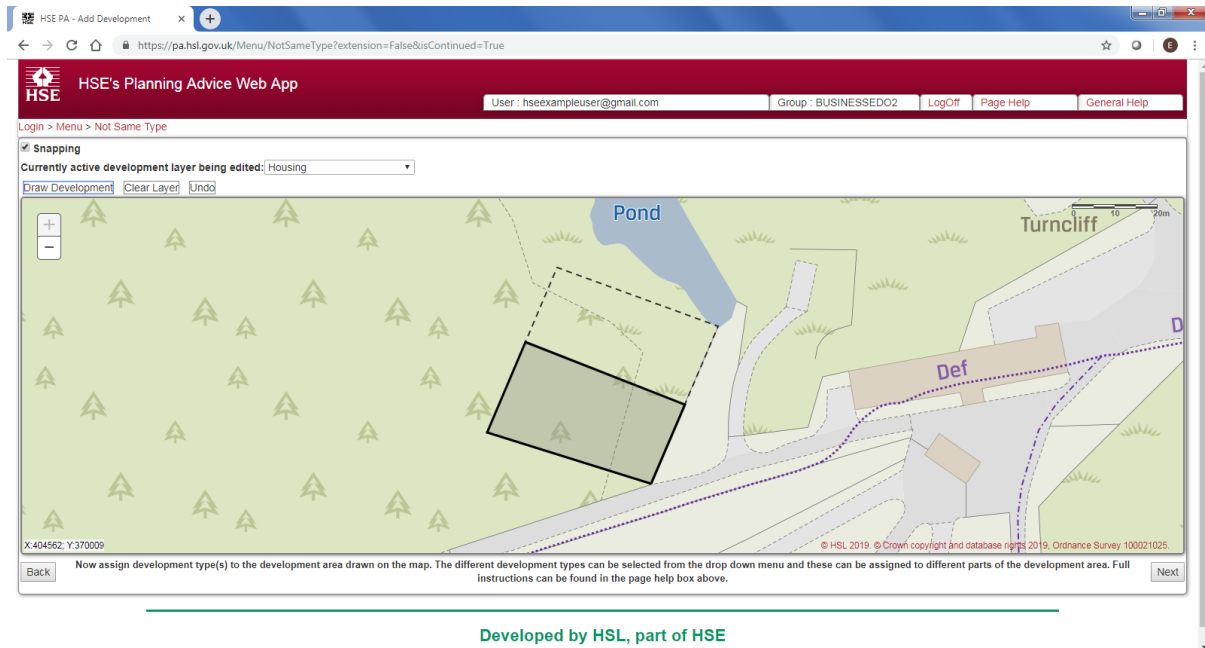 HSE PA - Add Development
https://pa.hsl.gov.uk/Menu/NotSameType?extension=False&isContinued=True
E
HSE
HSE's Planning Advice Web App
User : hseexampleuser@gmail.com
Group : BUSINESSEDO2
LogOff
Page Help
General Help
Login > Menu > Not Same Type
Snapping
Currently active development layer being edited: Housing
Draw Development Clear Layer Undo
+
−
Pond
Turncliff
0 10 20m
D
Def
X:404562; Y:370009
© HSL 2019. © Crown copyright and database rights 2019, Ordnance Survey 100021025.
Back
Now assign development type(s) to the development area drawn on the map. The different development types can be selected from the drop down menu and these can be assigned to different parts of the development area. Full
instructions can be found in the page help box above.
Next
Developed by HSL, part of HSE